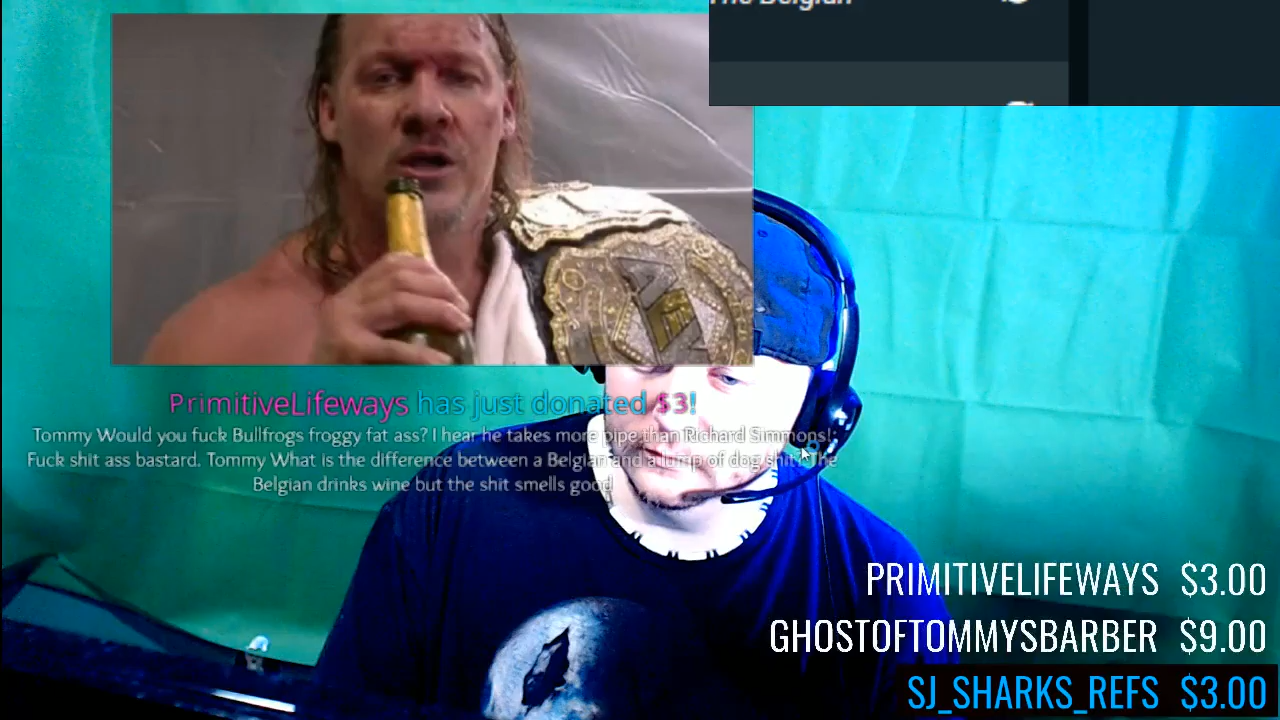 The Belgian
PrimitiveLifeways has just donated $3!
Tommy Would you fuck Bullfrogs froggy fat ass? I hear he takes more pipe than Richard Simmons!
Fuck shit ass bastard. Tommy What is the difference between a Belgian and a lump of dog shit? The
Belgian drinks wine but the shit smells good
AEW
PRIMITIVELIFEWAYS $3.00
GHOSTOFTOMMYSBARBER $9.00
SJ_SHARKS_REFS $3.00